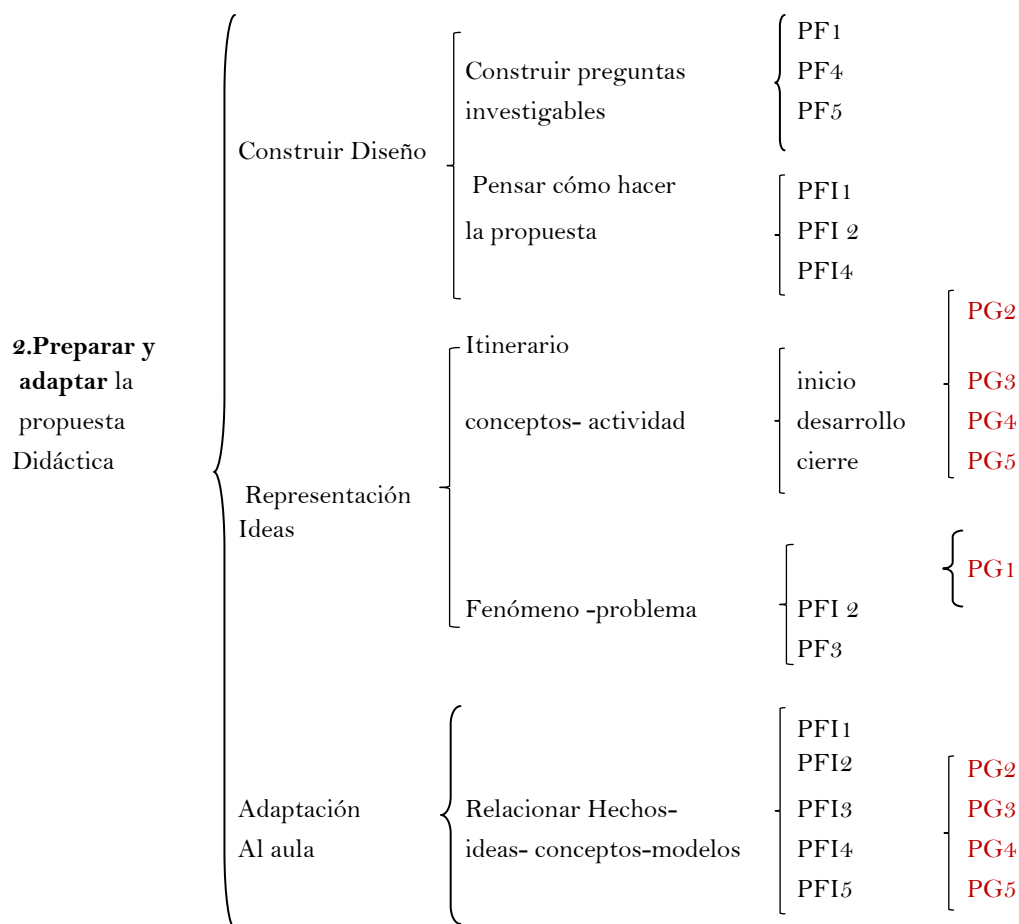 PF1
Construir preguntas
PF4
investigables
PF5
Construir Diseño
Pensar cómo hacer
PFI1
la propuesta
PFI 2
PFI4
PG2
2.Preparar y
adaptar la
propuesta
Didáctica
Itinerario
conceptos- actividad
inicio
desarrollo
cierre
PG3
PG4
PG5
Representación
Ideas
PG1
Fenómeno -problema
PFI 2
PF3
Adaptación
Al aula
Relacionar Hechos-
ideas- conceptos-modelos
PFI1
PFI2
PFI3
PFI4
PFI5
PG2
PG3
PG4
PG5